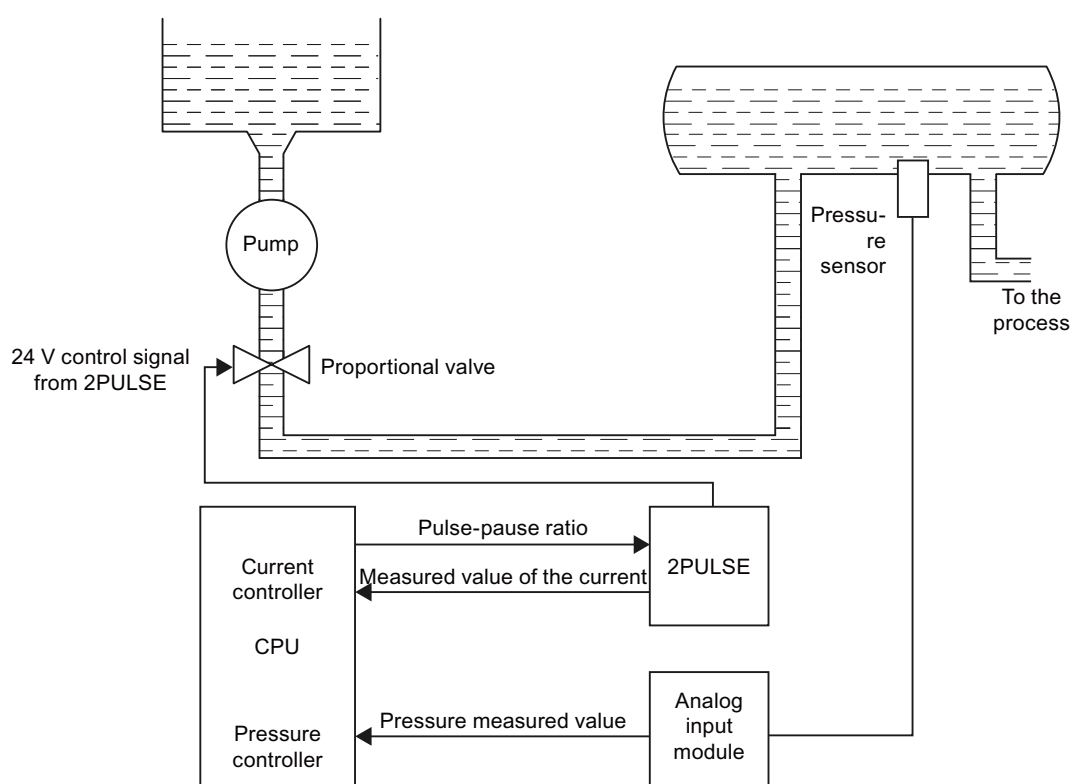 Pump
Pressu-
re
sensor
To the
process
24 V control signal
from 2PULSE
Proportional valve
Pulse-pause ratio
2PULSE
Current
controller
Measured value of the current
CPU
Analog
input
module
Pressure measured value
Pressure
controller